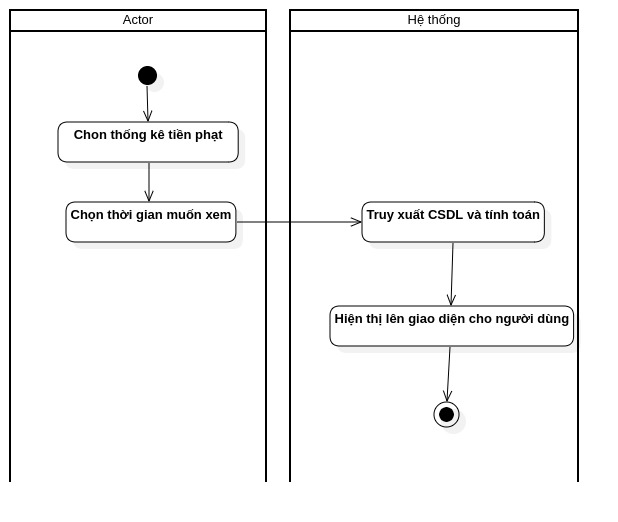 Actor
Hệ thống
Chon thống kê tiền phạt
Chọn thời gian muốn xem
Truy xuất CSDL và tính toán
Hiện thị lên giao diện cho người dùng